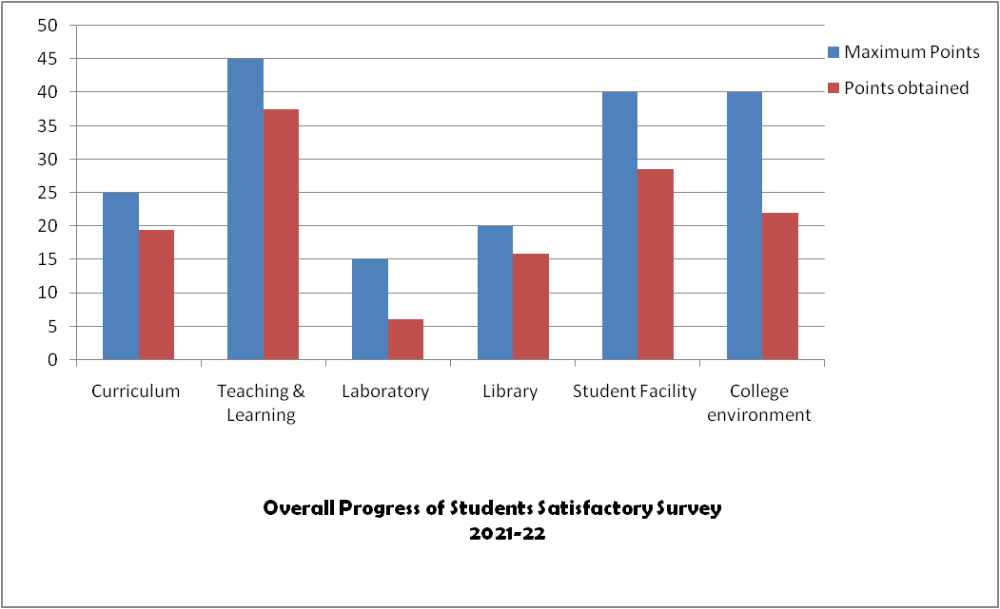 50
45
40
35
30
25
20
15
10
5
0
Maximum Points
Points obtained
Curriculum
Teaching &
Learning
Laboratory
Library
Student Facility
College
environment
Overall Progress of Students Satisfactory Survey
2021-22